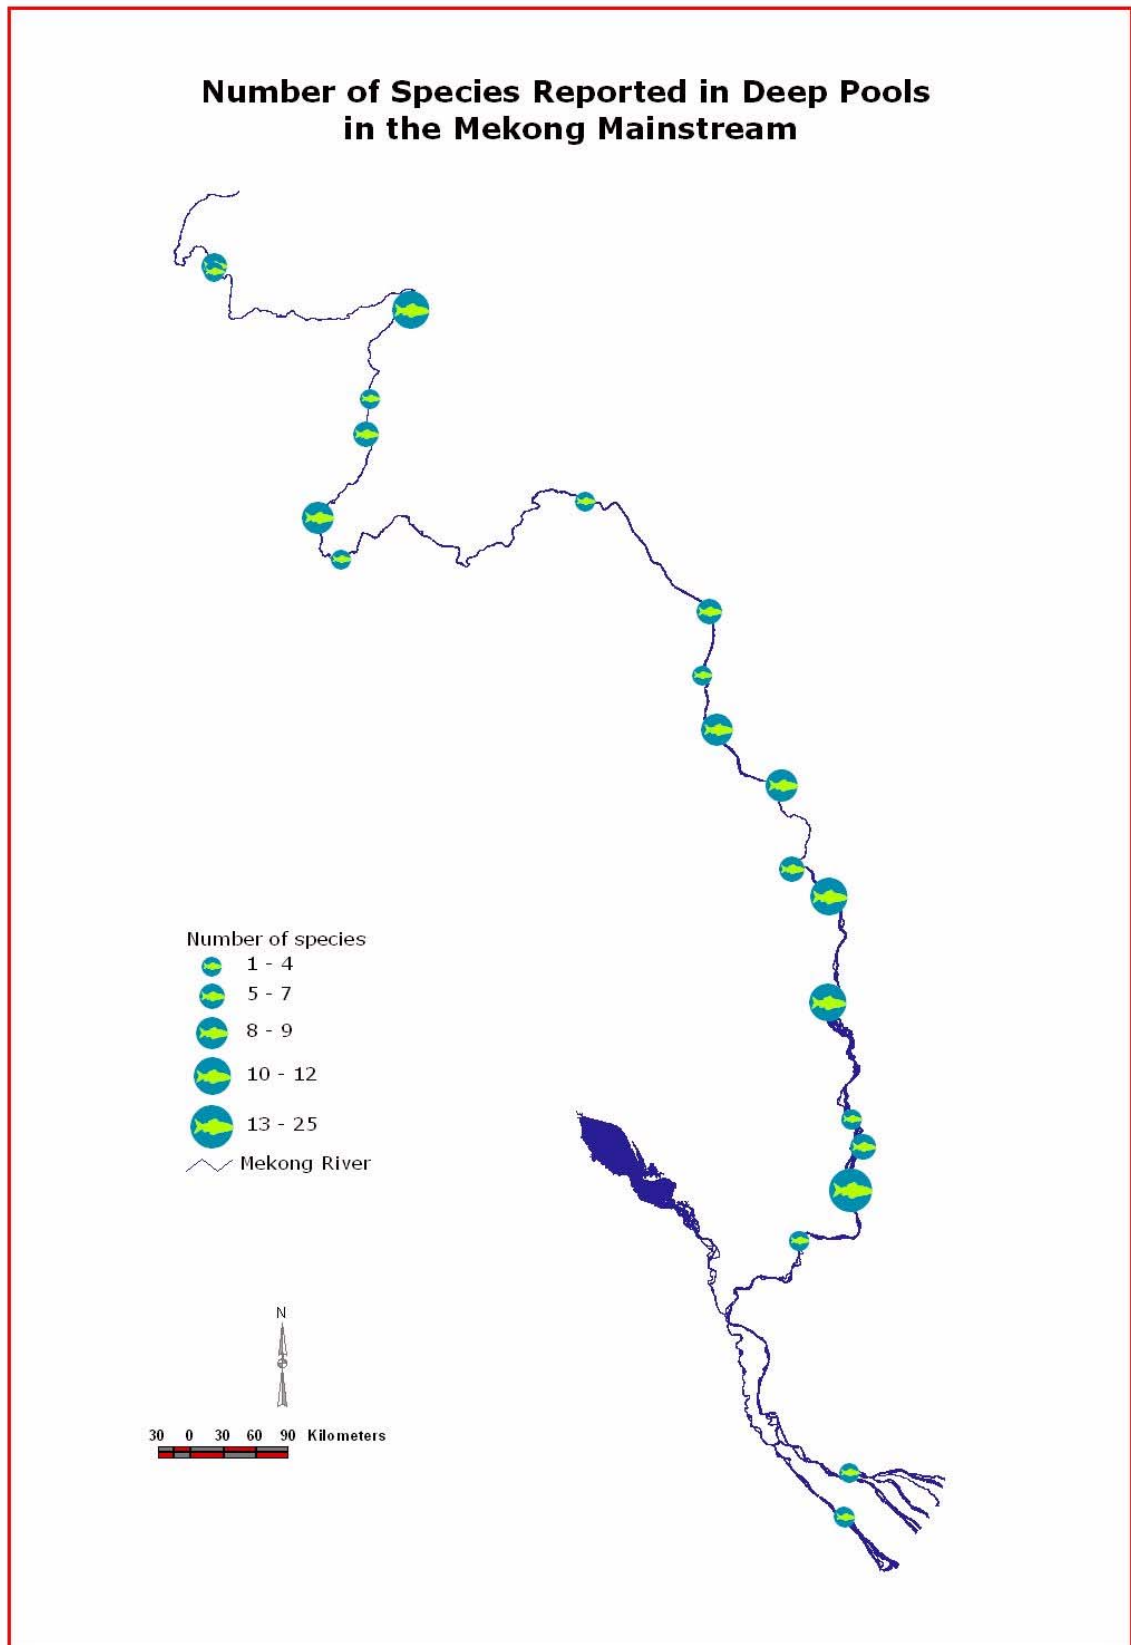 Number of Species Reported in Deep Pools
in the Mekong Mainstream
Number of species
1 - 4
5 - 7
8 - 9
10 - 12
13 - 25
Mekong River
N
30 0 30 60 90 Kilometers